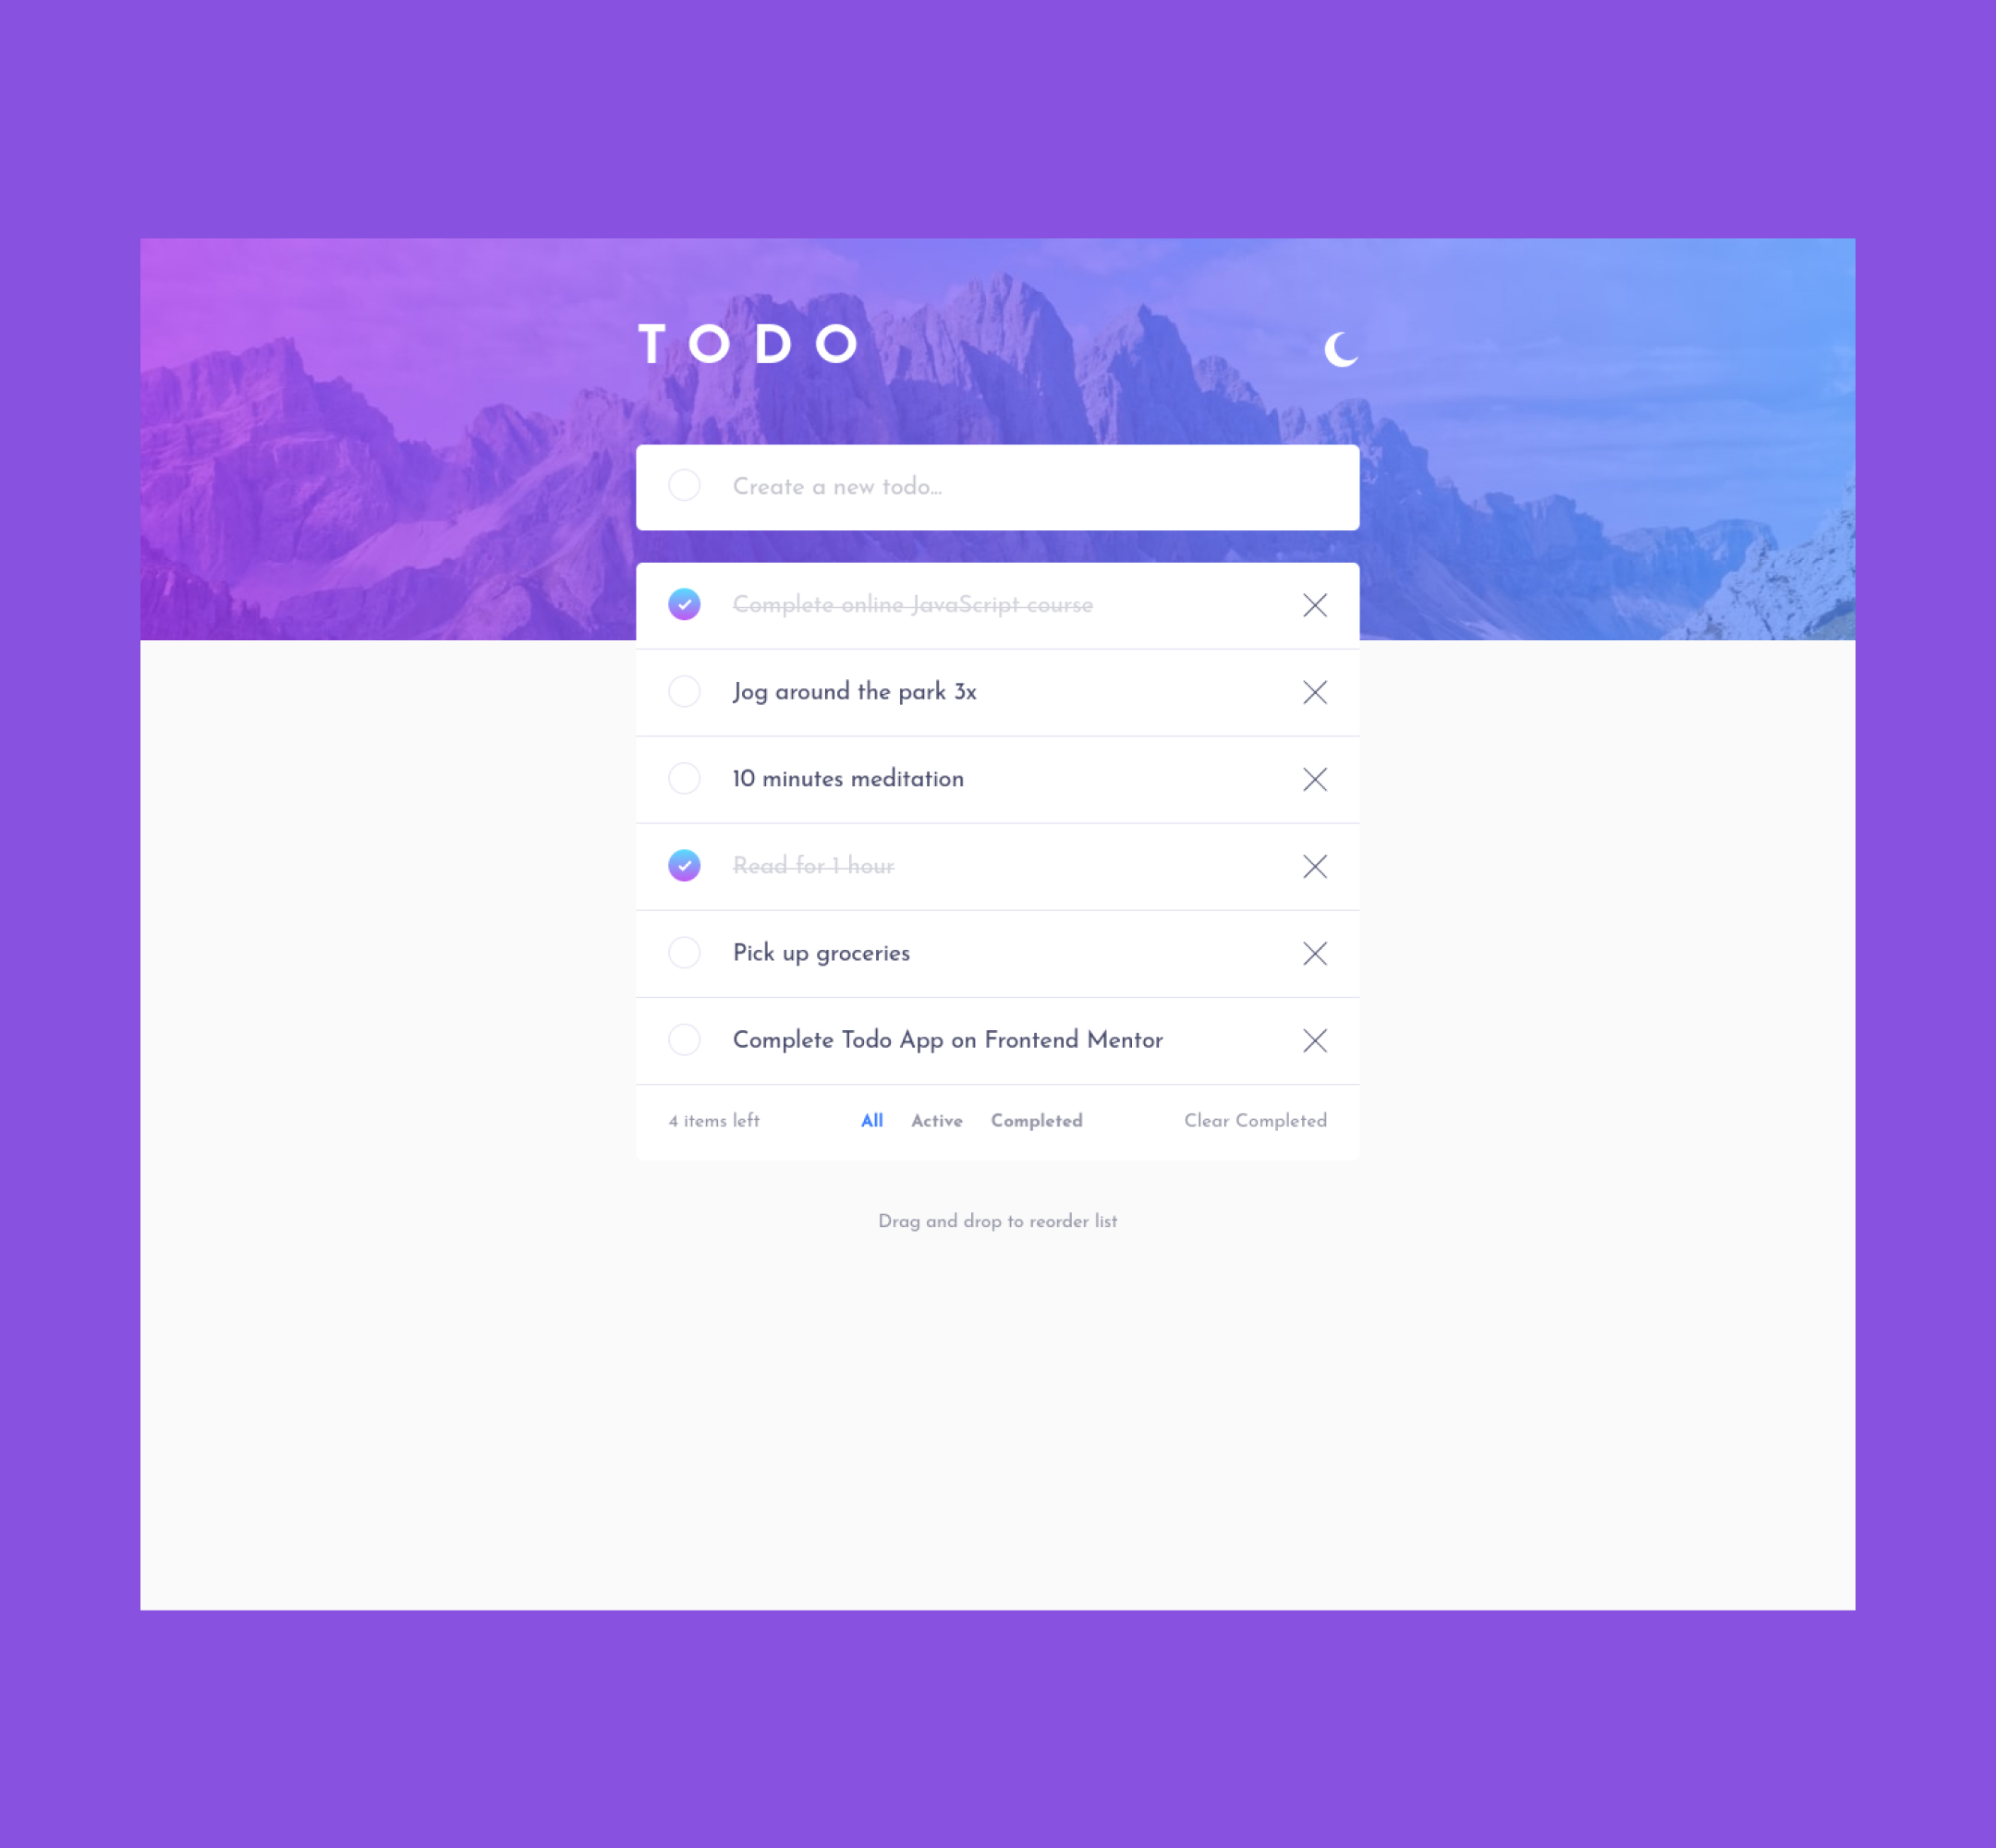 TODO
Create a new todo...
Complete online JavaScript course
Jog around the park 3x
10 minutes meditation
Read for 1 hour
Pick up groceries
Complete Todo App on Frontend Mentor
4 items left All Active Completed Clear Completed
Drag and drop to reorder list